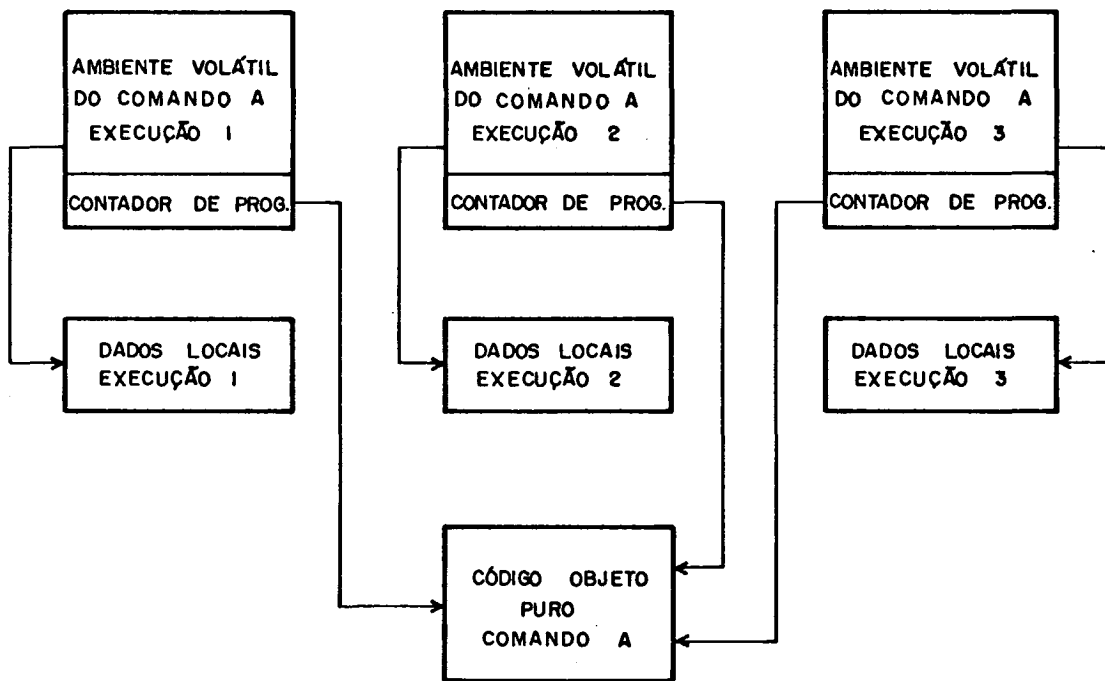 AMBIENTE VOLÁTIL
DO COMANDO A
EXECUÇÃO 1
CONTADOR DE PROG.
AMBIENTE VOLÁTIL
DO COMANDO A
EXECUÇÃO 2
CONTADOR DE PROG.
AMBIENTE VOLÁTIL
DO COMANDO A
EXECUÇÃO 3
CONTADOR DE PROG.
DADOS LOCAIS
EXECUÇÃO 1
DADOS LOCAIS
EXECUÇÃO 2
DADOS LOCAIS
EXECUÇÃO 3
CÓDIGO OBJETO
PURO
COMANDO A